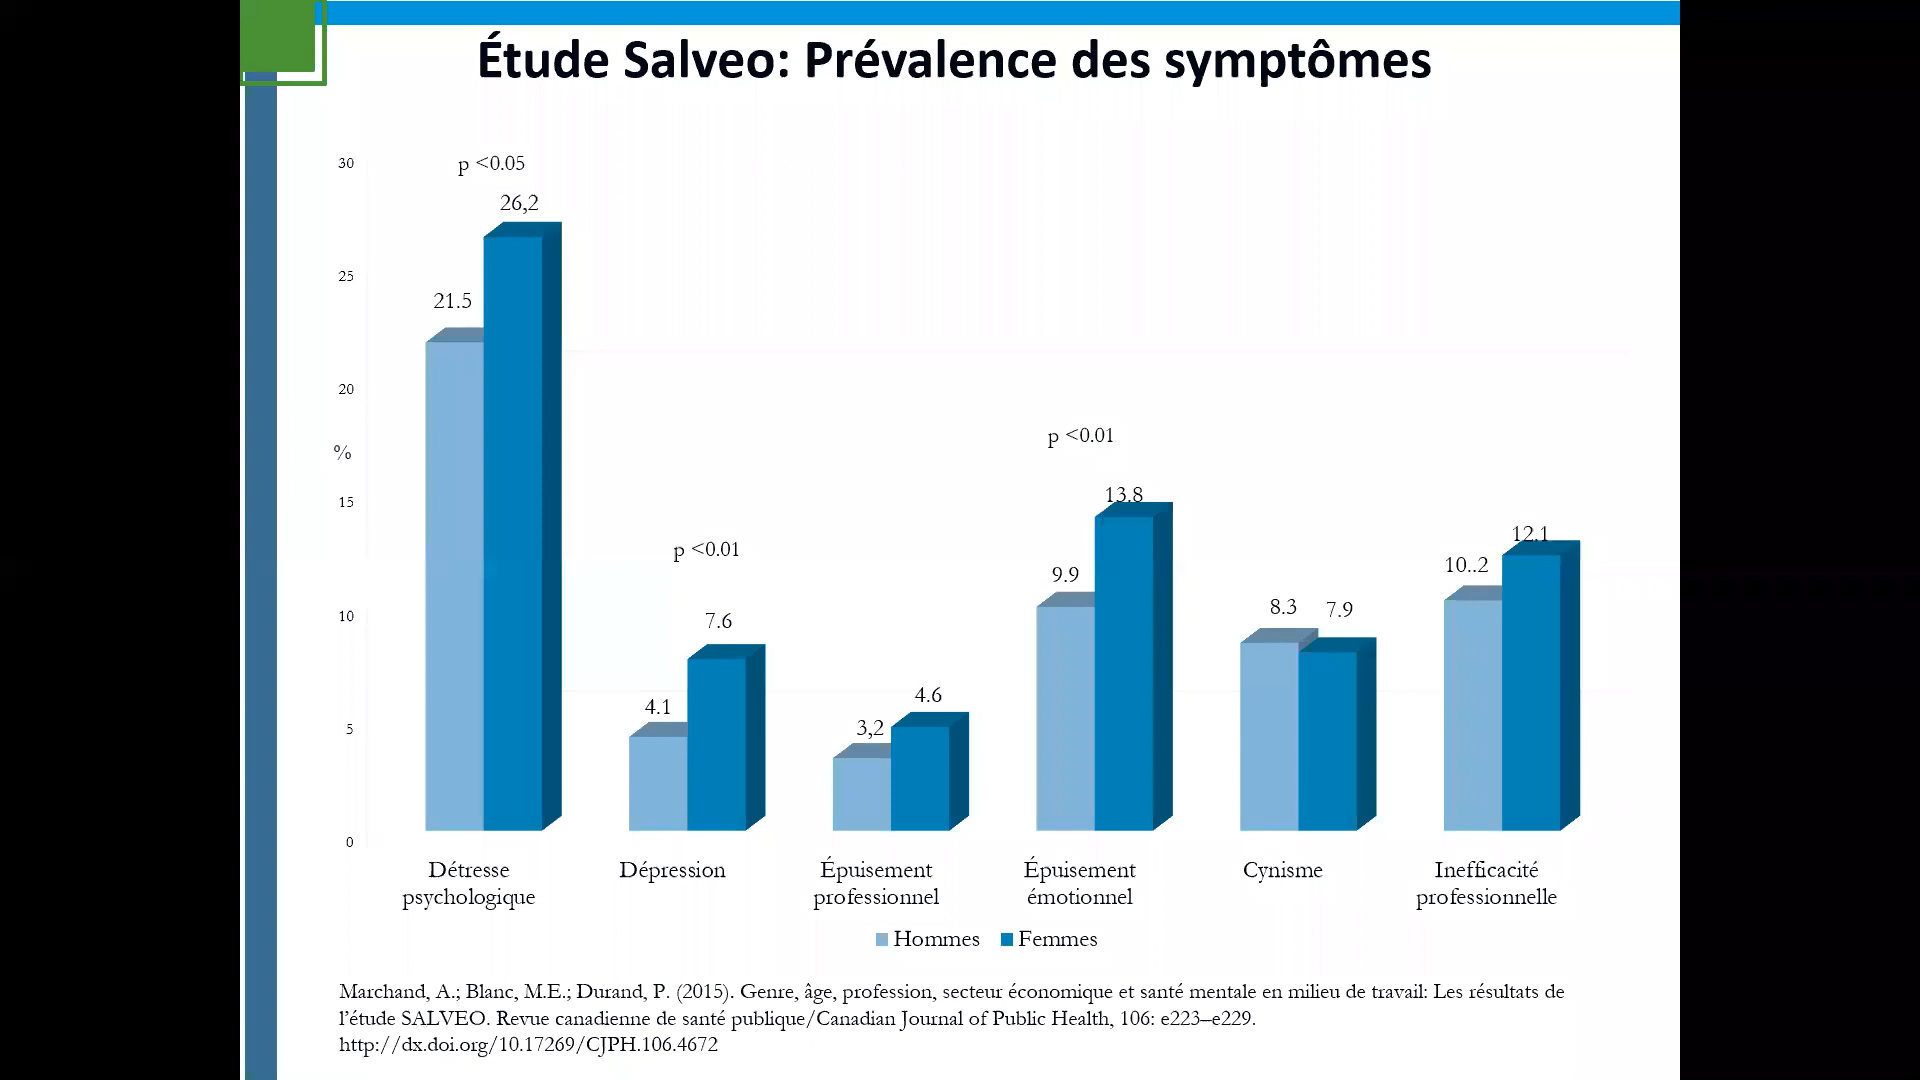 Étude Salveo: Prévalence des symptômes
30
25
20
%
15
10
5
0
p <0.05
26,2
21.5
p <0.01
7.6
4.1
4.6
3,2
p <0.01
13.8
9.9
8.3
7.9
12.1
10..2
Détresse
psychologique
Dépression
Épuisement
professionnel
Épuisement
émotionnel
Cynisme
Inefficacité
professionnelle
Hommes Femmes
Marchand, A.; Blanc, M.E.; Durand, P. (2015). Genre, âge, profession, secteur économique et santé mentale en milieu de travail: Les résultats de
l’étude SALVEO. Revue canadienne de santé publique/Canadian Journal of Public Health, 106: e223–e229.
http://dx.doi.org/10.17269/CJPH.106.4672